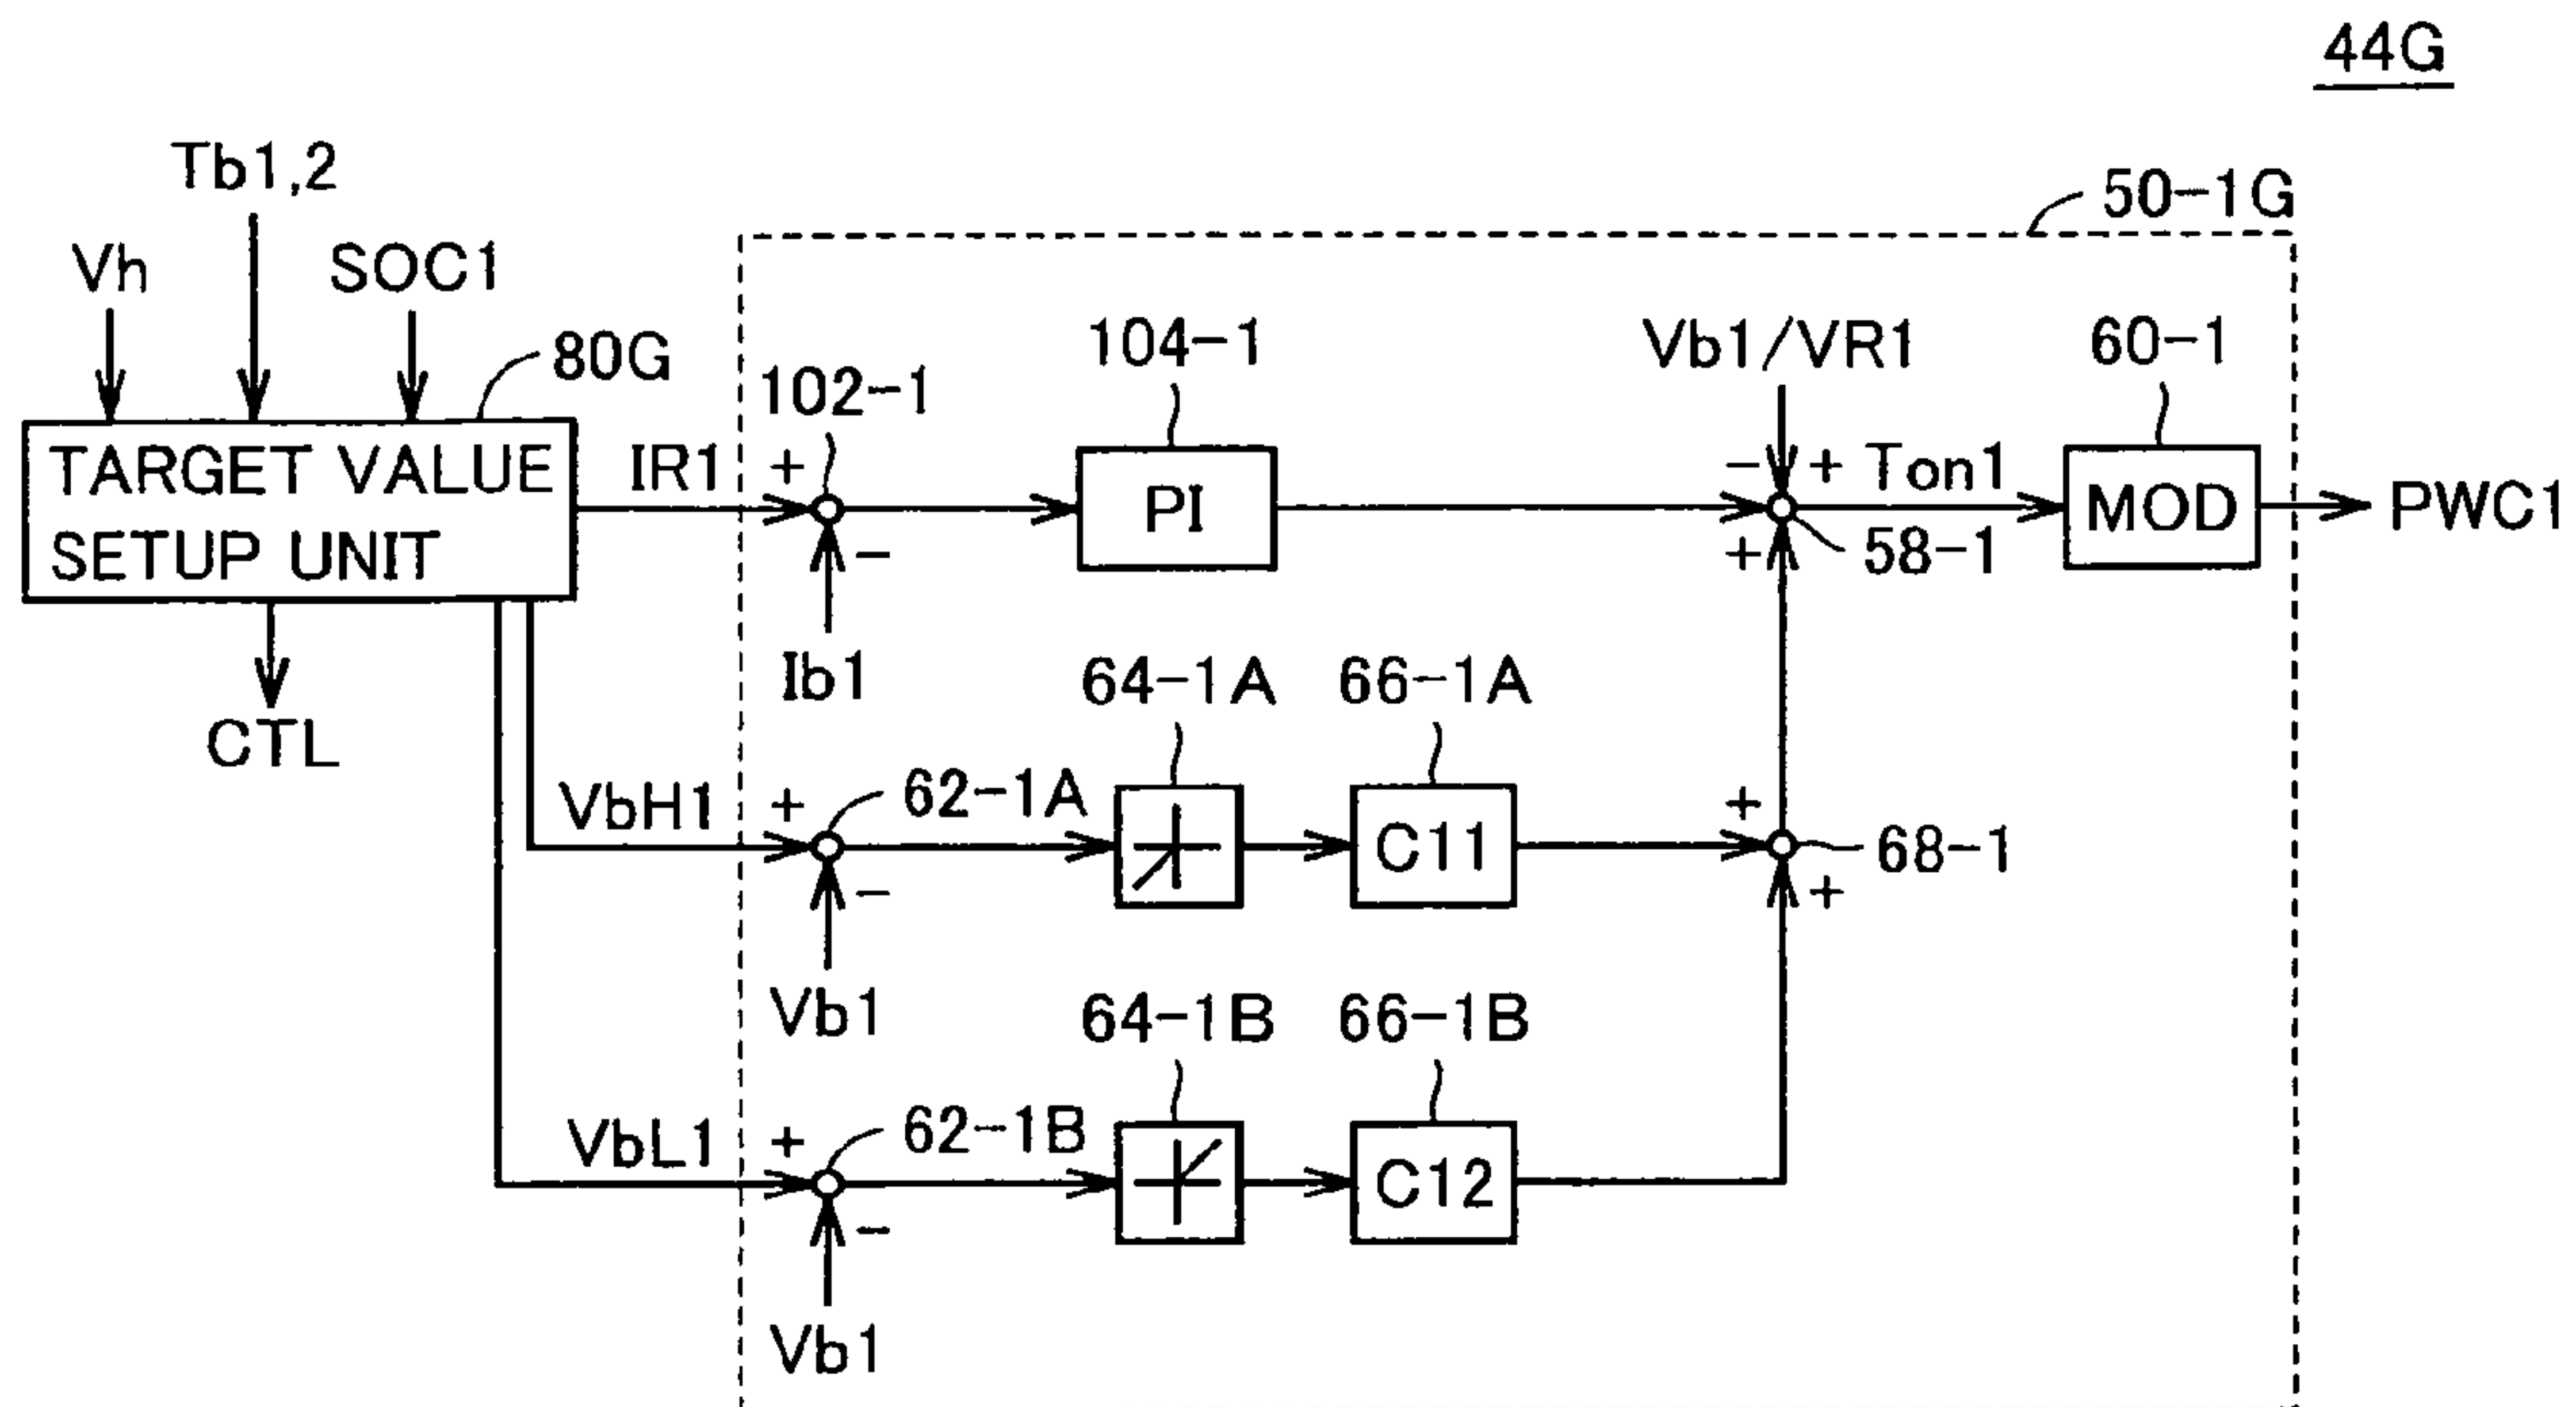 44G
Tb1,2
50-1G
Vh
SOC1
80G
104-1
Vb1/VR1
60-1
102-1
TARGET VALUE
SETUP UNIT
IR1
+
-
PI
-
+
+
Ton1
58-1
MOD
PWC1
Ib1
CTL
64-1A
66-1A
VbH1
+
-
62-1A
C11
+
+
68-1
Vb1
64-1B
66-1B
VbL1
+
-
62-1B
C12
Vb1